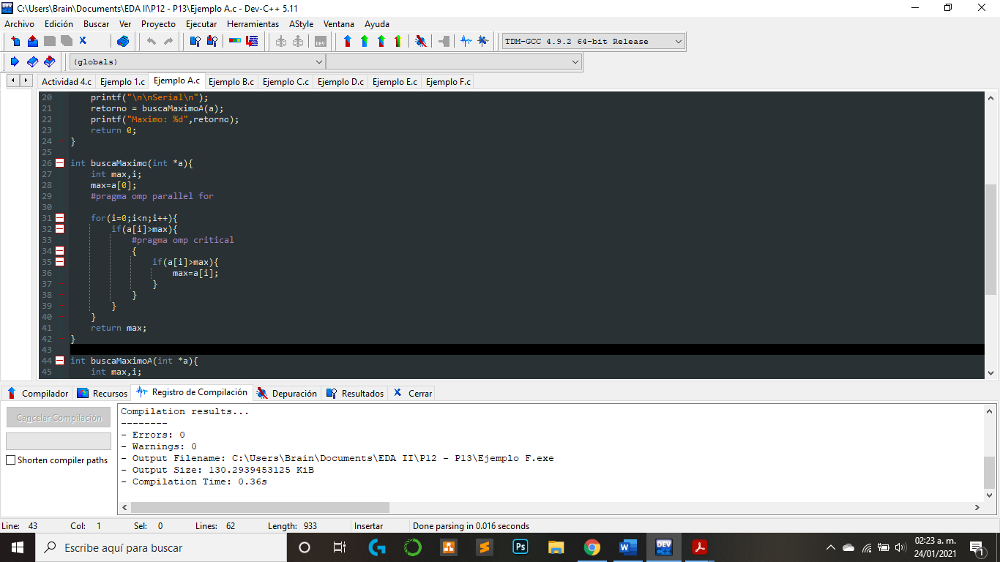 C:\Users\Brain\Documents\EDA II\P12 - P13\Ejemplo A.c - Dev-C++ 5.11
Archivo Edición Buscar Ver Proyecto Ejecutar Herramientas AStyle Ventana Ayuda
TDM-GCC 4.9.2 64-bit Release
(globals)
Actividad 4.c Ejemplo 1.c Ejemplo A.c Ejemplo B.c Ejemplo C.c Ejemplo D.c Ejemplo E.c Ejemplo F.c
20 printf("\n\nSerial\n");
21 retorno = buscaMaximoA(a);
22 printf("Maximo: %d",retorno);
23 return 0;
24 }
25
26 int buscaMaximo(int *a){
27 int max,i;
28 max=a[0];
29 #pragma omp parallel for
30
31 for(i=0;i<n;i++){
32 if(a[i]>max){
33 #pragma omp critical
34 {
35 if(a[i]>max){
36 max=a[i];
37 }
38 }
39 }
40 }
41 return max;
42 }
43
44 int buscaMaximoA(int *a){
45 int max,i;
Compilador Recursos Registro de Compilación Depuración Resultados Cerrar
Cancelar Compilación
Shorten compiler paths
Compilation results...
--------
- Errors: 0
- Warnings: 0
- Output Filename: C:\Users\Brain\Documents\EDA II\P12 - P13\Ejemplo F.exe
- Output Size: 130.2939453125 KiB
- Compilation Time: 0.36s
Line: 43 Col: 1 Sel: 0 Lines: 62 Length: 933 Insertar Done parsing in 0.016 seconds
Escribe aquí para buscar
Ps
DEV
02:23 a. m.
24/01/2021
1